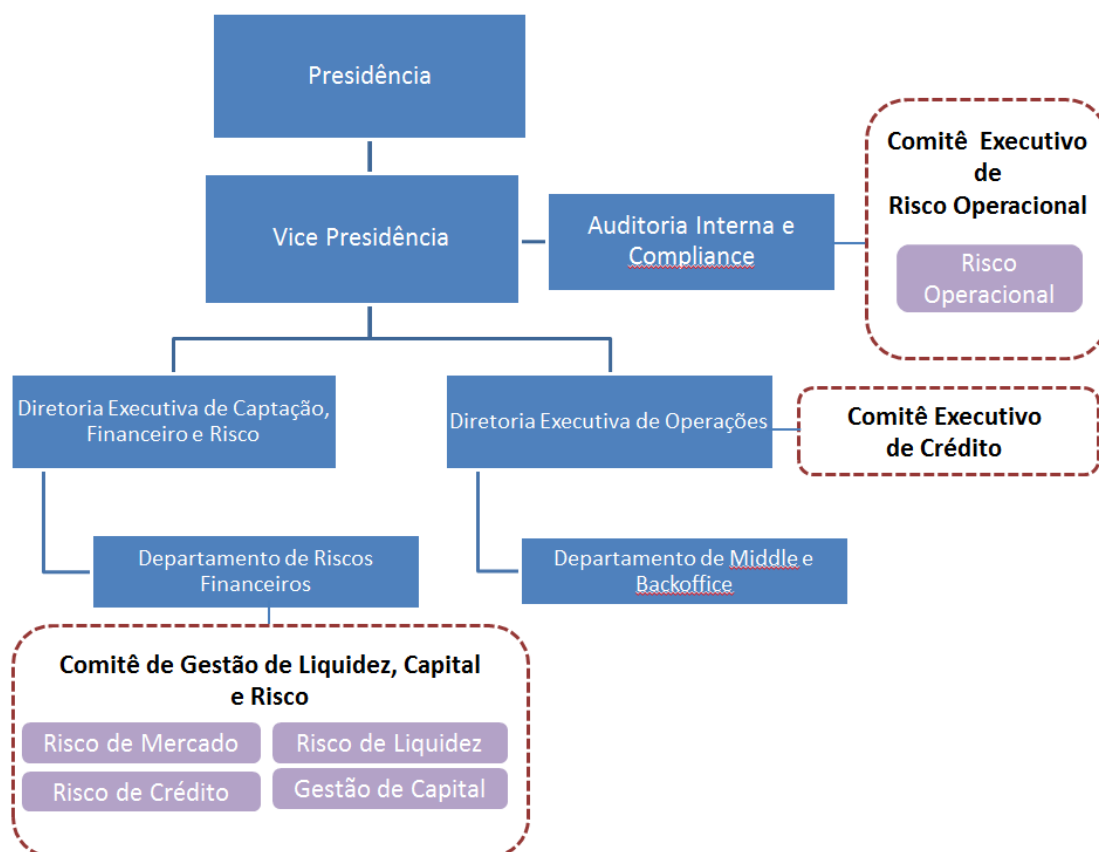 Presidência
Comitê Executivo
de
Risco Operacional
Risco
Operacional
Vice Presidência
Auditoria Interna e
Compliance
Diretoria Executiva de Captação,
Financeiro e Risco
Diretoria Executiva de Operações
Comitê Executivo
de Crédito
Departamento de Riscos
Financeiros
Departamento de Middle e
Backoffice
Comitê de Gestão de Liquidez, Capital
e Risco
Risco de Mercado
Risco de Liquidez
Risco de Crédito
Gestão de Capital